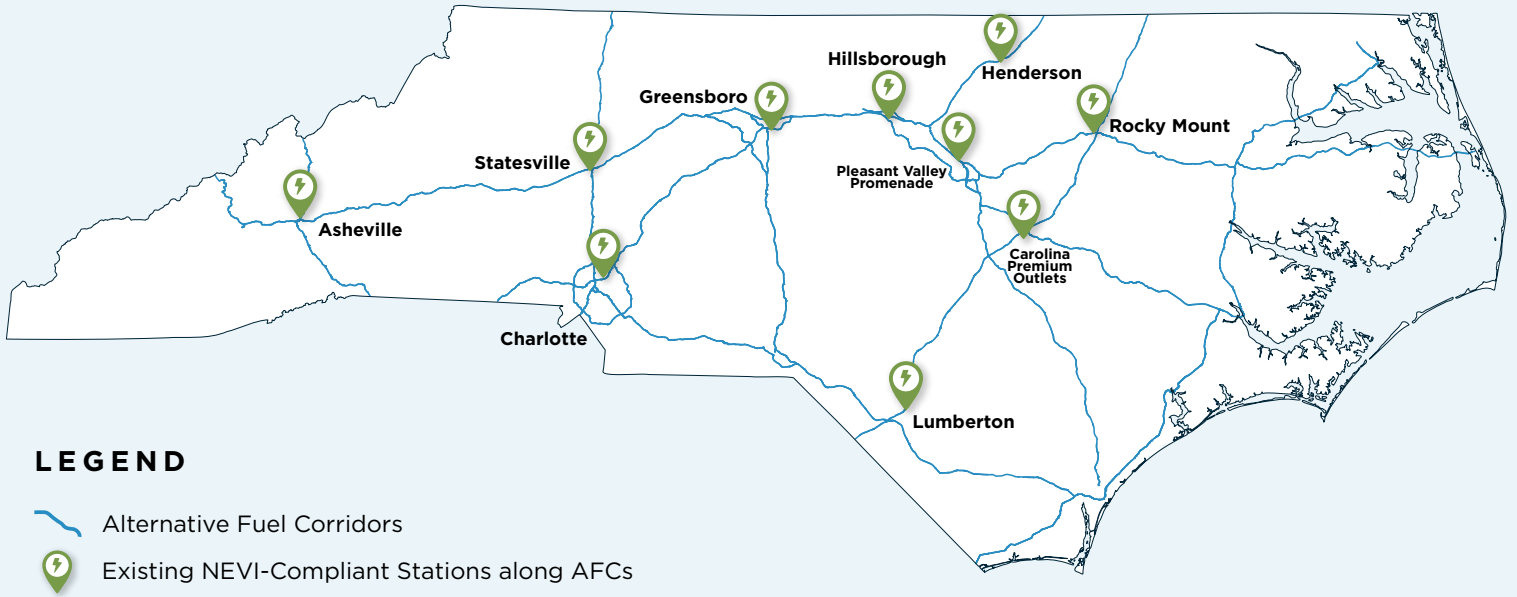 Hillsborough
Henderson
Greensboro
Rocky Mount
Statesville
Pleasant Valley
Promenade
Asheville
Carolina
Premium
Outlets
Charlotte
Lumberton
LEGEND
Alternative Fuel Corridors
Existing NEVI-Compliant Stations along AFCs